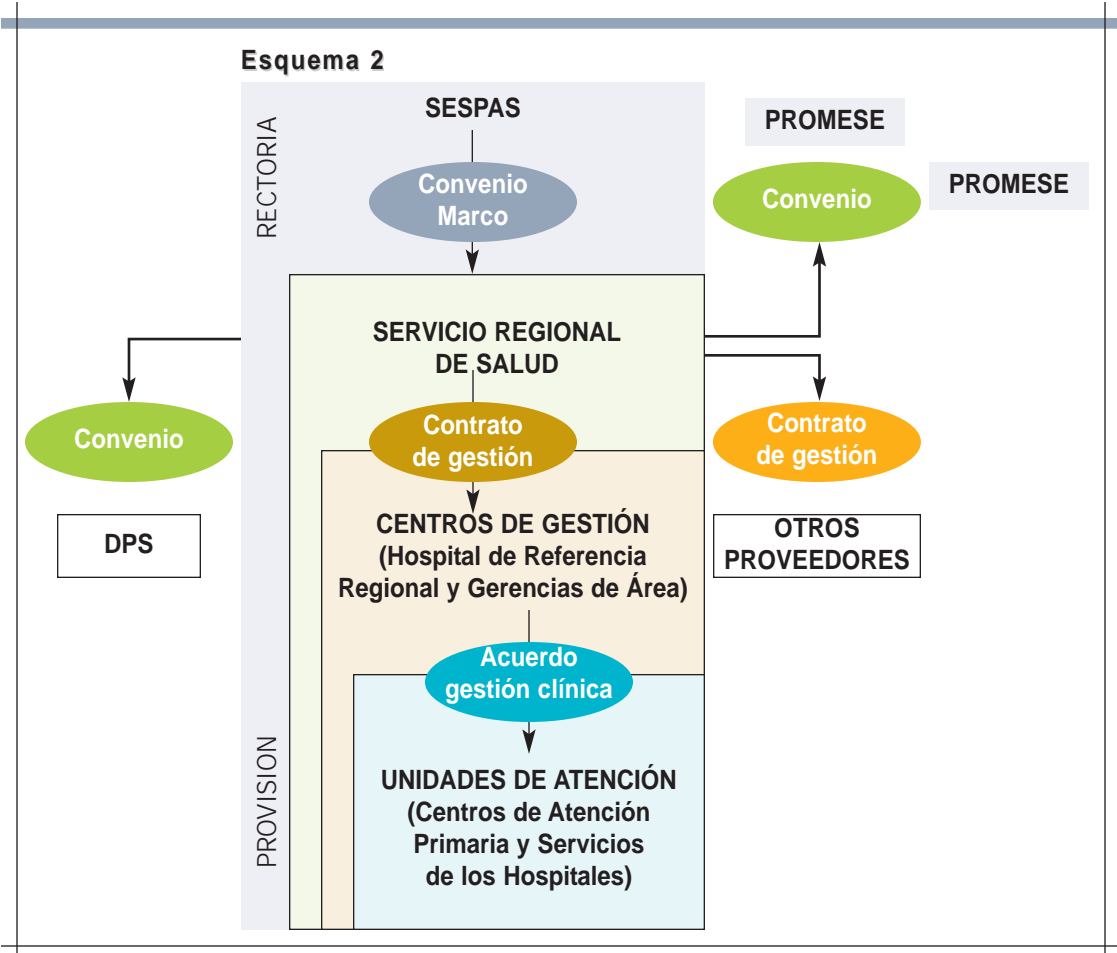 Esquema 2
RECTORIA
SESPAS
Convenio
Marco
PROMESE
Convenio
PROMESE
SERVICIO REGIONAL
DE SALUD
Convenio
DPS
Contrato
de gestión
Contrato
de gestión
OTROS
PROVEEDORES
CENTROS DE GESTIÓN
(Hospital de Referencia
Regional y Gerencias de Área)
Acuerdo
gestión clínica
PROVISION
UNIDADES DE ATENCIÓN
(Centros de Atención
Primaria y Servicios
de los Hospitales)